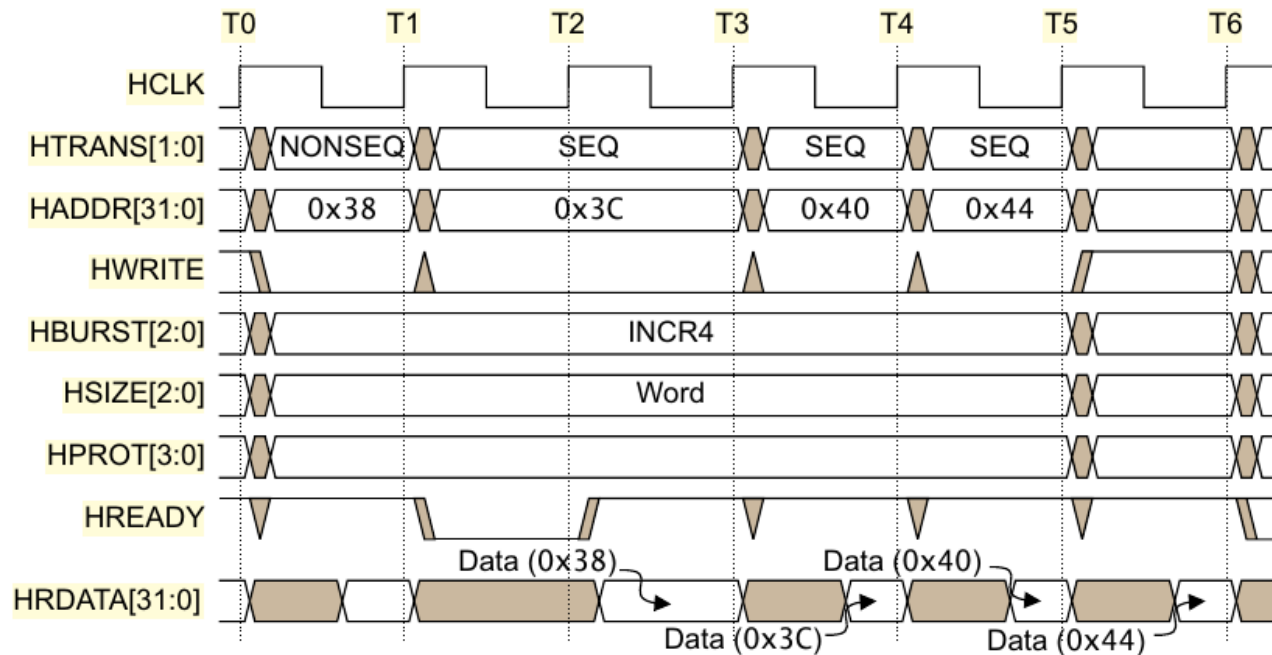 T0 T1 T2 T3 T4 T5 T6
HCLK
HTRANS[1:0] NONSEQ SEQ SEQ SEQ
HADDR[31:0] 0x38 0x3C 0x40 0x44
HWRITE
HBURST[2:0] INCR4
HSIZE[2:0] Word
HPROT[3:0]
HREADY
Data (0x38) Data (0x40)
HRDATA[31:0]
Data (0x3C) Data (0x44)